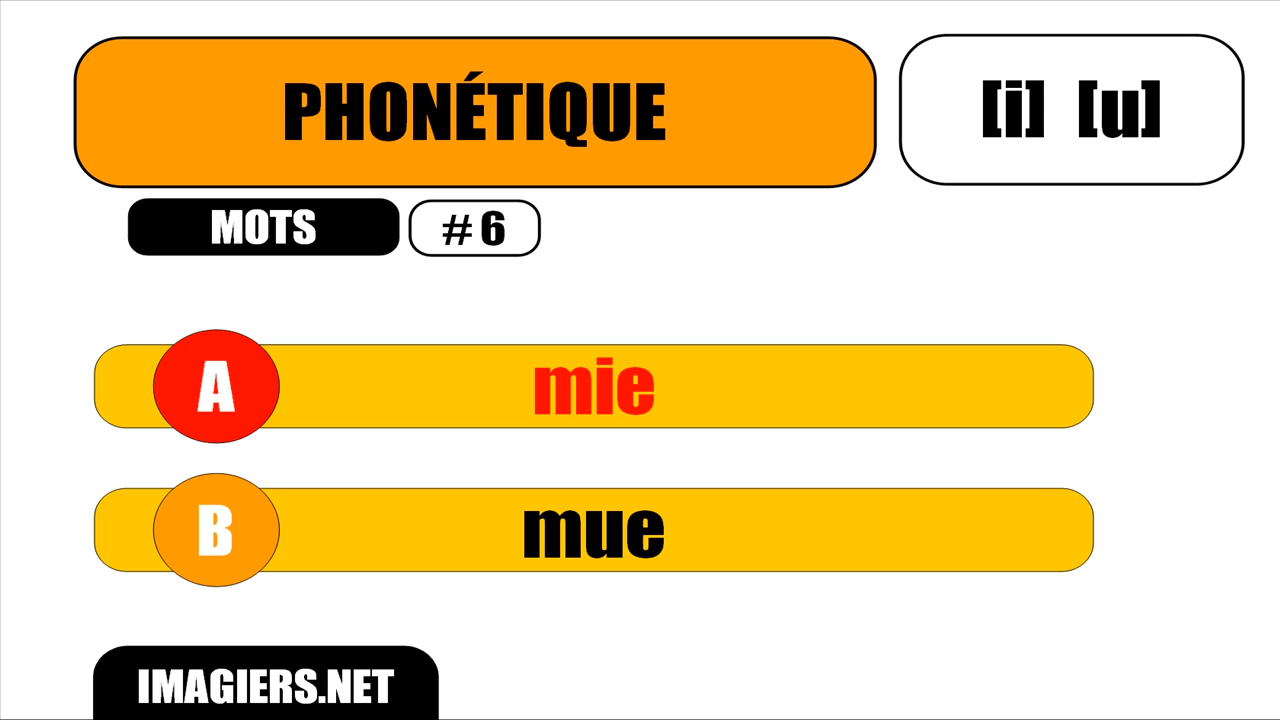 PHONÉTIQUE
[i] [u]
MOTS
# 6
A mie
B mue
IMAGIERS.NET